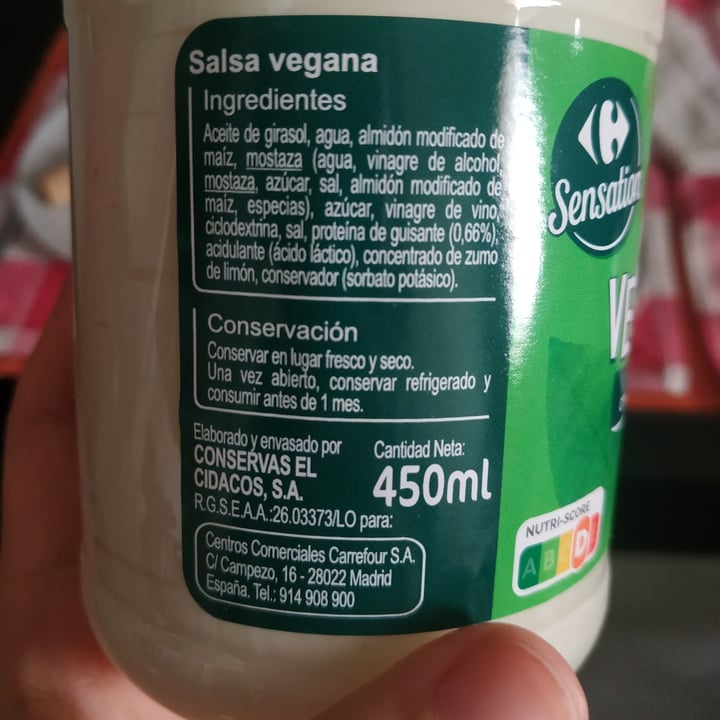 Salsa vegana
Ingredientes
Aceite de girasol, agua, almidón modificado de
maíz, mostaza (agua, vinagre de alcohol,
mostaza, azúcar, sal, almidón modificado de
maíz, especias), azúcar, vinagre de vino,
ciclodextrina, sal, proteína de guisante (0,66%),
acidulante (ácido láctico), concentrado de zumo
de limón, conservador (sorbato potásico).
Conservación
Conservar en lugar fresco y seco.
Una vez abierto, conservar refrigerado y
consumir antes de 1 mes.
Elaborado y envasado por
CONSERVAS EL
CIDACOS, S.A.
R.G.S.E.A.A.:26.03373/LO para:
Cantidad Neta:
450ml
Centros Comerciales Carrefour S.A.
C/ Campezo, 16 - 28022 Madrid
España. Tel.: 914 908 900
Sensation
VE
NUTRI-SCORE
A B D